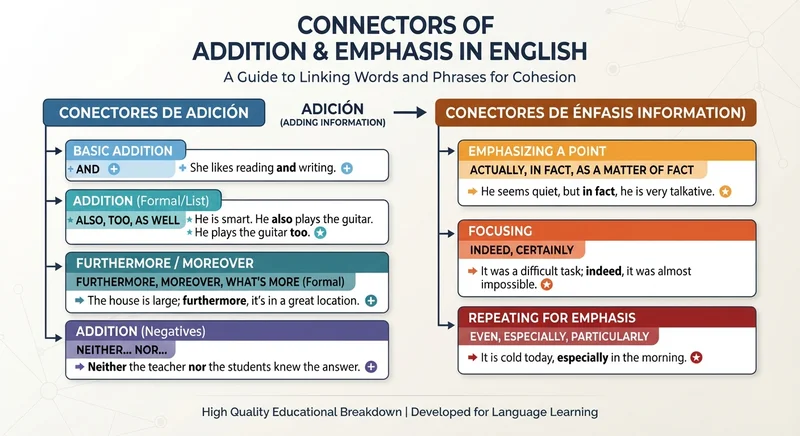 CONNECTORS OF
ADDITION & EMPHASIS IN ENGLISH
A Guide to Linking Words and Phrases for Cohesion
CONECTORES DE ADICIÓN
ADICIÓN
(ADDING INFORMATION)
CONECTORES DE ÉNFASIS INFORMATION)
BASIC ADDITION
+ AND
+ She likes reading and writing.
ADDITION (Formal/List)
ALSO, TOO, AS WELL
He is smart. He also plays the guitar.
He plays the guitar too.
FURTHERMORE / MOREOVER
FURTHERMORE, MOREOVER, WHAT'S MORE (Formal)
The house is large; furthermore, it's in a great location.
ADDITION (Negatives)
NEITHER... NOR...
Neither the teacher nor the students knew the answer.
EMPHASIZING A POINT
ACTUALLY, IN FACT, AS A MATTER OF FACT
He seems quiet, but in fact, he is very talkative.
FOCUSING
INDEED, CERTAINLY
It was a difficult task; indeed, it was almost
impossible.
REPEATING FOR EMPHASIS
EVEN, ESPECIALLY, PARTICULARLY
It is cold today, especially in the morning.
High Quality Educational Breakdown | Developed for Language Learning